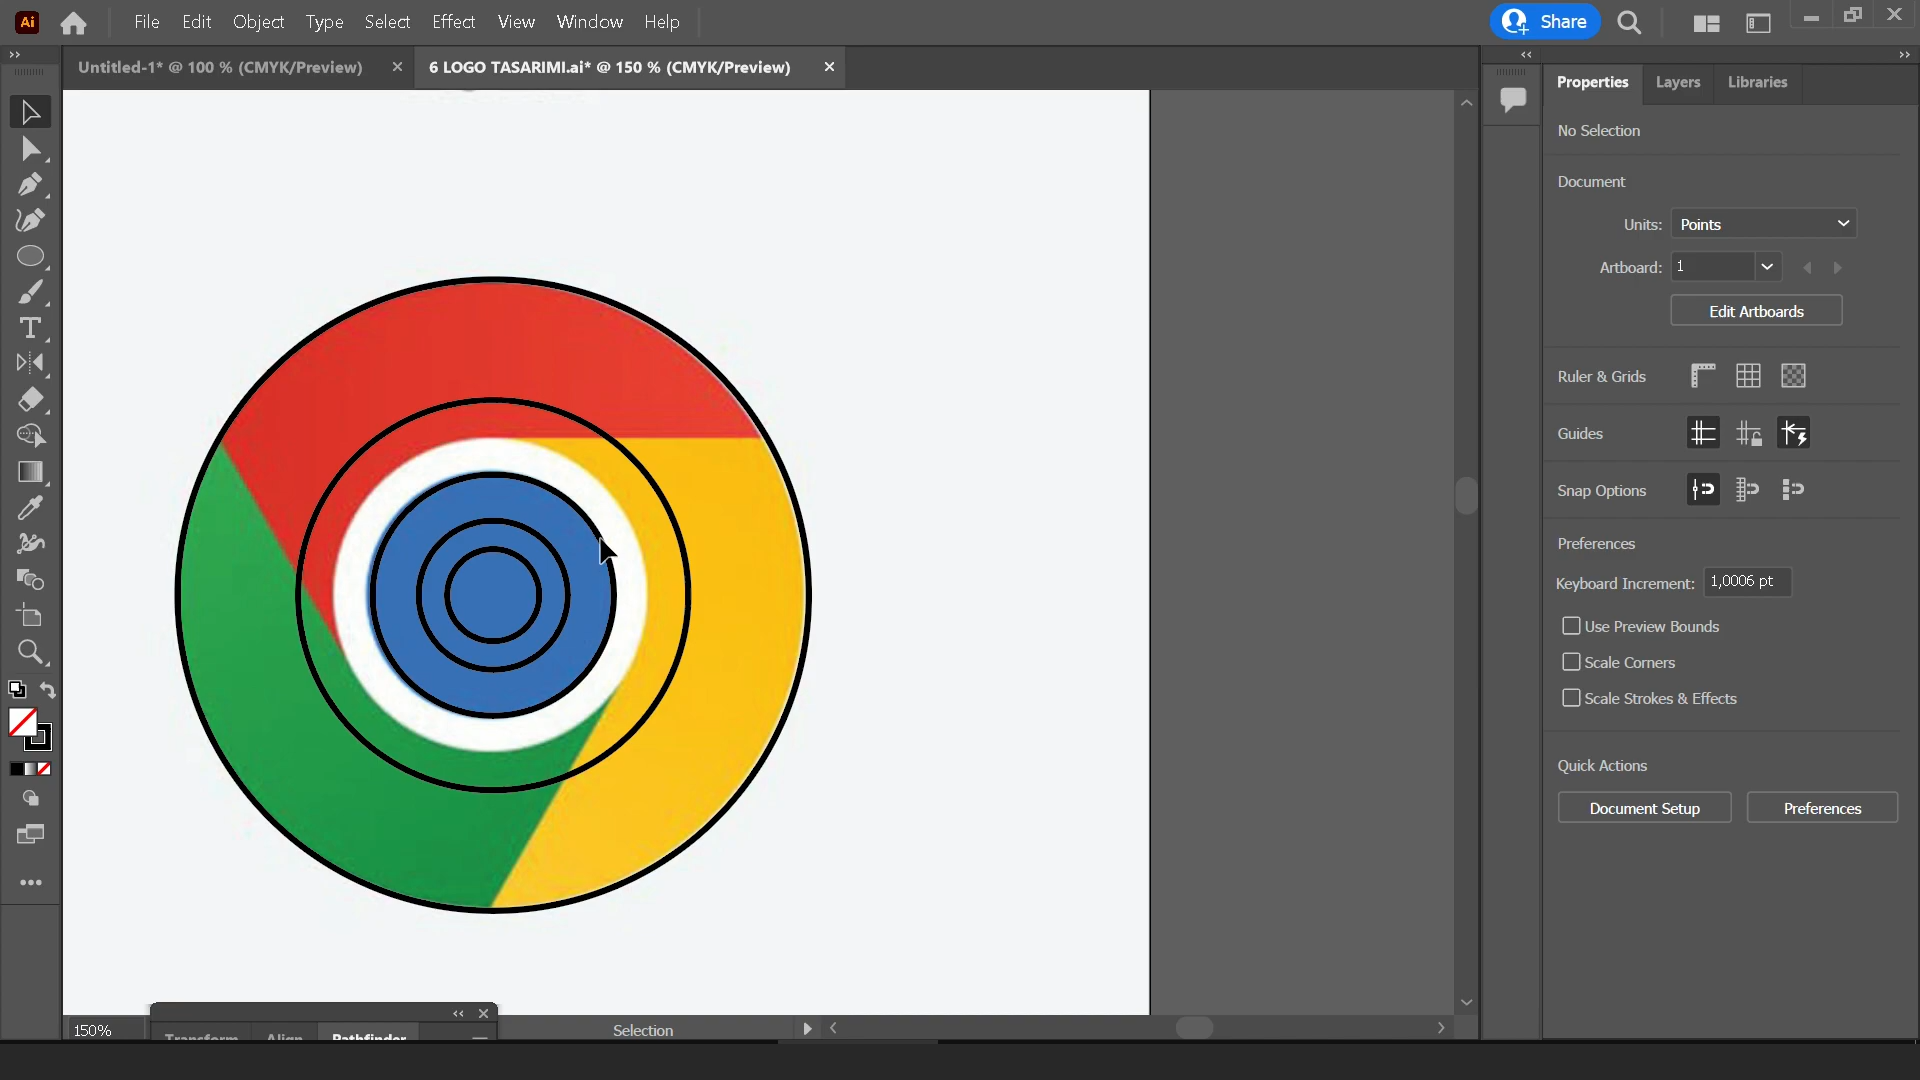 Ai File Edit Object Type Select Effect View Window Help Share
Untitled-1* @ 100 % (CMYK/Preview) 6 LOGO TASARIMI.ai* @ 150 % (CMYK/Preview)
Properties Layers Libraries
No Selection
Document
Units: Points
Artboard: 1
Edit Artboards
Ruler & Grids
Guides
Snap Options
Preferences
Keyboard Increment: 1,0006 pt
Use Preview Bounds
Scale Corners
Scale Strokes & Effects
Quick Actions
Document Setup Preferences
150% Selection
Transform Align Pathfinder